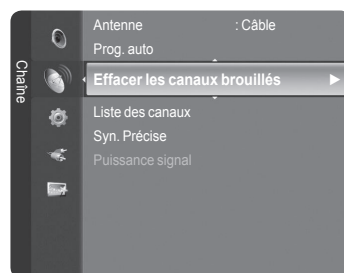 Chaîne
Antenne : Câble
Prog. auto
Effacer les canaux brouillés
Liste des canaux
Syn. Précise
Puissance signal